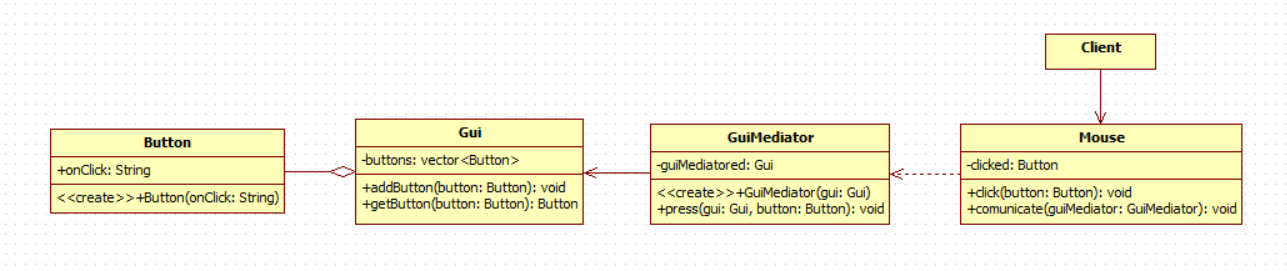 Client
Button
+onClick: String
<<create>>+Button(onClick: String)
Gui
-buttons: vector<Button>
+addButton(button: Button): void
+getButton(button: Button): Button
GuiMediator
-guiMediatored: Gui
<<create>>+GuiMediator(gui: Gui)
+press(gui: Gui, button: Button): void
Mouse
-clicked: Button
+click(button: Button): void
+comunicate(guiMediator: GuiMediator): void